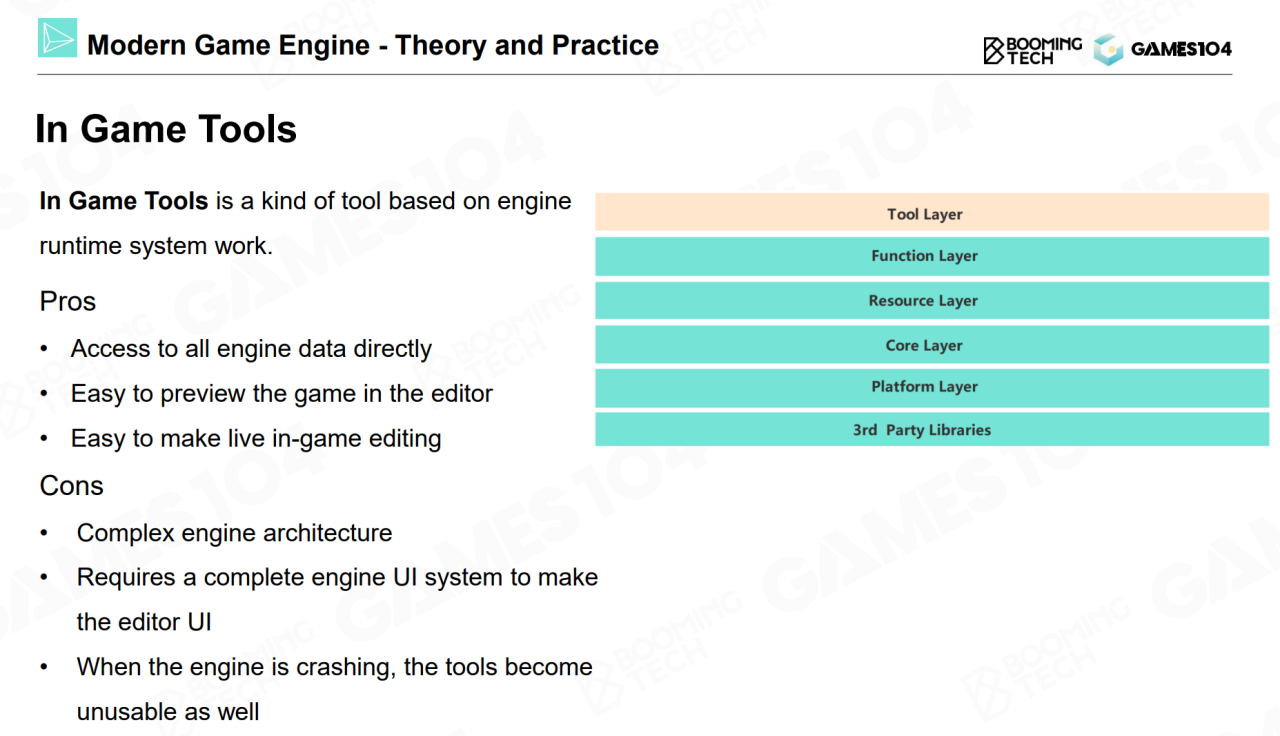 Modern Game Engine - Theory and Practice
BOOMING
TECH
GAMES104
In Game Tools
In Game Tools is a kind of tool based on engine
runtime system work.
Pros
• Access to all engine data directly
• Easy to preview the game in the editor
• Easy to make live in-game editing
Cons
• Complex engine architecture
• Requires a complete engine UI system to make
the editor UI
• When the engine is crashing, the tools become
unusable as well
Tool Layer
Function Layer
Resource Layer
Core Layer
Platform Layer
3rd Party Libraries